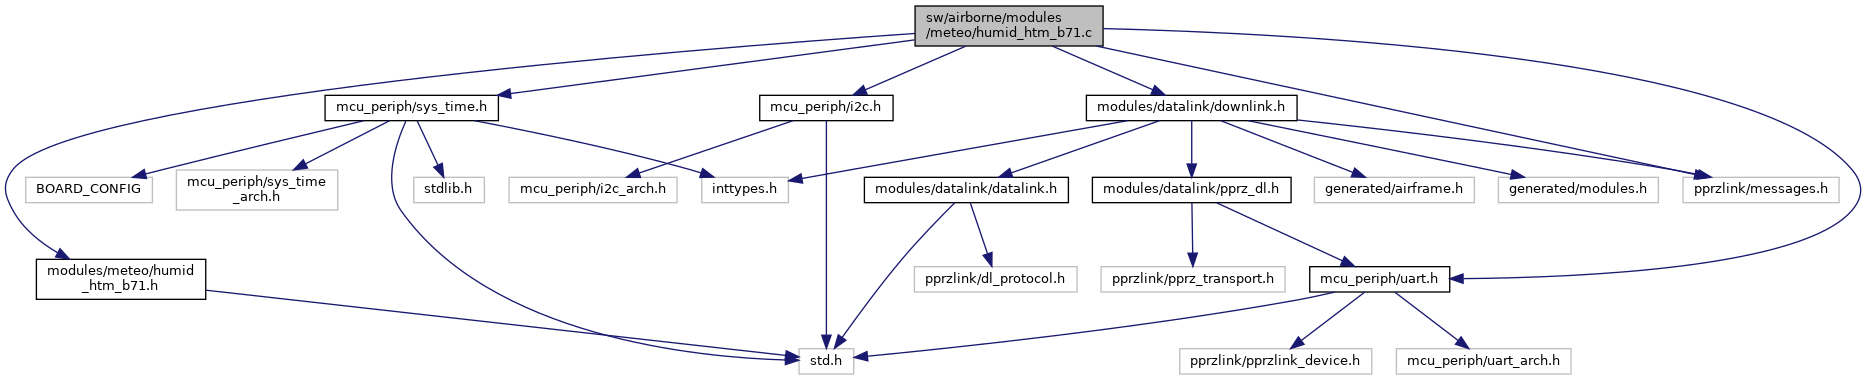 sw/airborne/modules
/meteo/humid_htm_b71.c
mcu_periph/sys_time.h
mcu_periph/i2c.h
modules/datalink/downlink.h
BOARD_CONFIG
mcu_periph/sys_time
_arch.h
stdlib.h
mcu_periph/i2c_arch.h
inttypes.h
modules/datalink/datalink.h
modules/datalink/pprz_dl.h
generated/airframe.h
generated/modules.h
pprzlink/messages.h
modules/meteo/humid
_htm_b71.h
pprzlink/dl_protocol.h
pprzlink/pprz_transport.h
mcu_periph/uart.h
std.h
pprzlink/pprzlink_device.h
mcu_periph/uart_arch.h